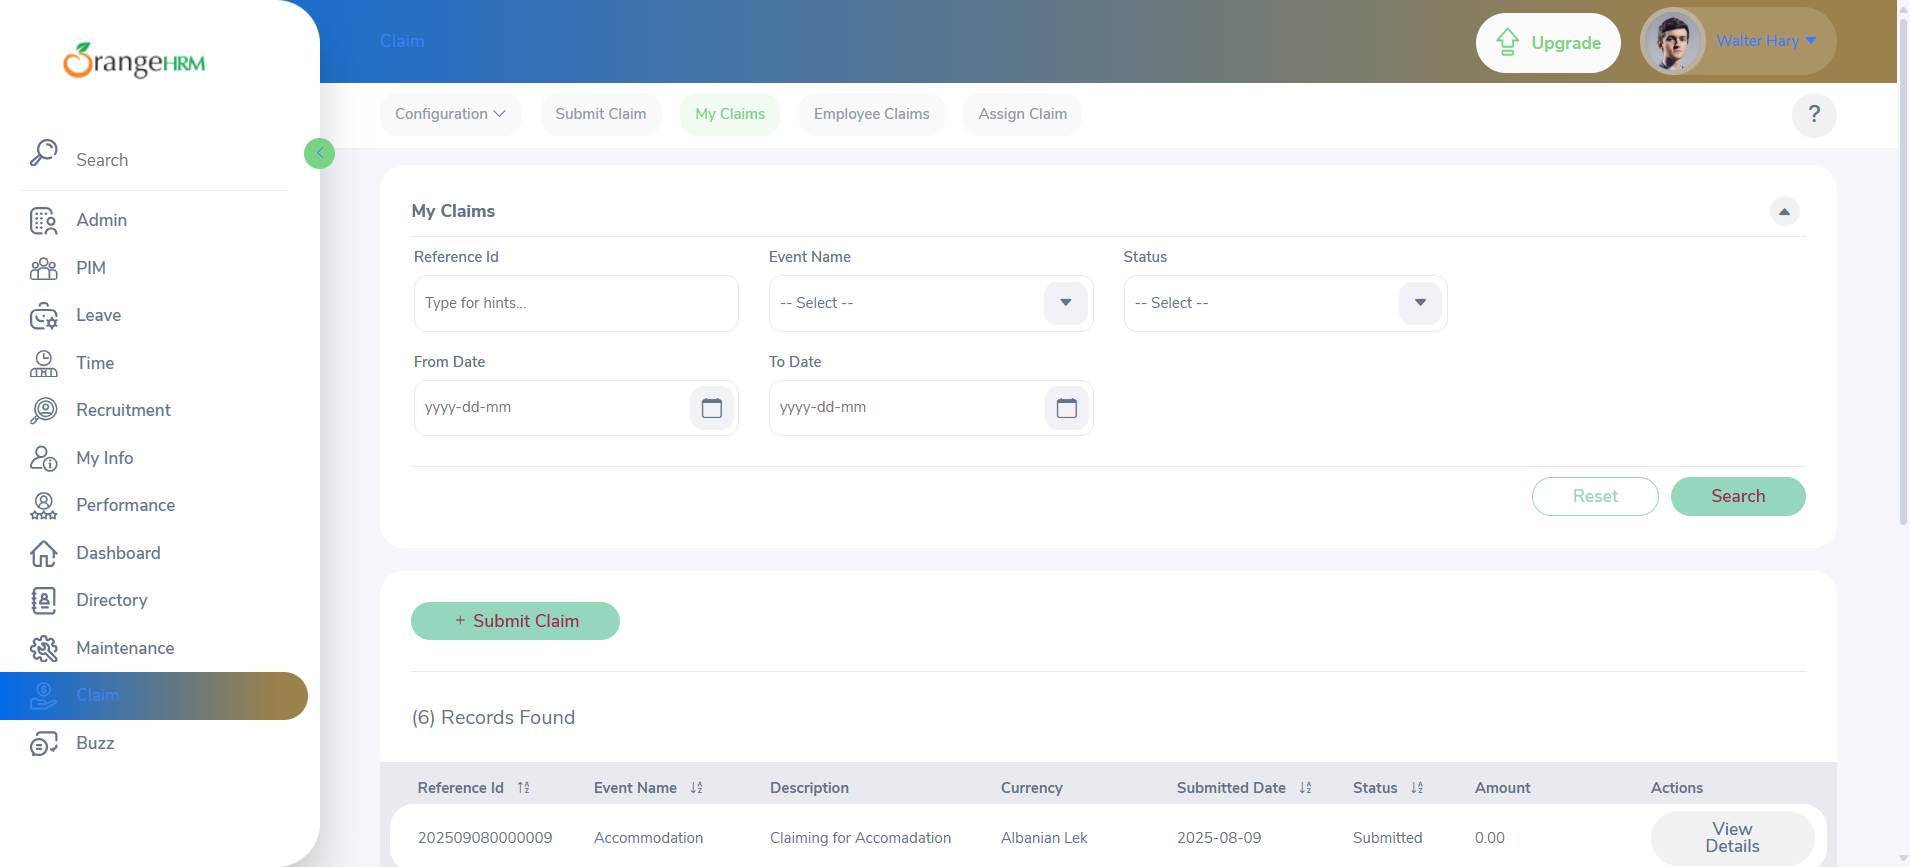 OrangeHRM
Claim
Upgrade
Walter Hary
Configuration
Submit Claim
My Claims
Employee Claims
Assign Claim
?
Search
Admin
PIM
Leave
Time
Recruitment
My Info
Performance
Dashboard
Directory
Maintenance
Claim
Buzz
My Claims
Reference Id
Event Name
Status
Type for hints...
-- Select --
-- Select --
From Date
To Date
yyyy-dd-mm
yyyy-dd-mm
Reset
Search
+ Submit Claim
(6) Records Found
Reference Id Event Name Description Currency Submitted Date Status Amount Actions
202509080000009 Accommodation Claiming for Accomadation Albanian Lek 2025-08-09 Submitted 0.00 View
Details